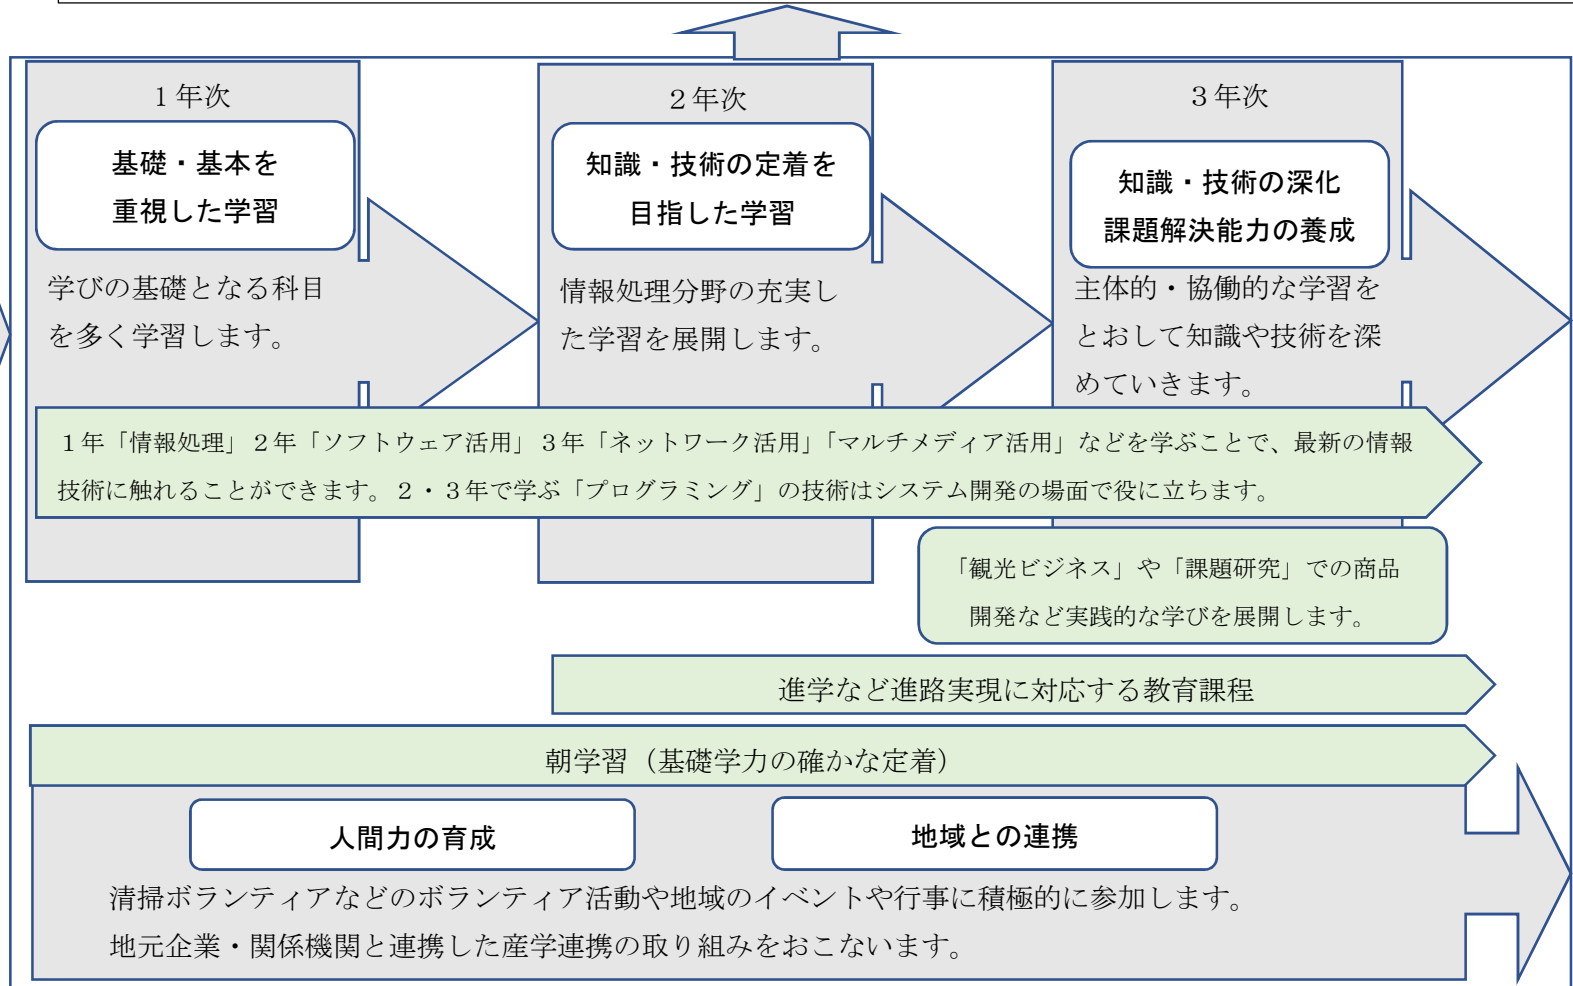 １年次
基礎・基本を
重視した学習
学びの基礎となる科目
を多く学習します。
２年次
知識・技術の定着を
目指した学習
情報処理分野の充実し
た学習を展開します。
３年次
知識・技術の深化
課題解決能力の養成
主体的・協働的な学習を
とおして知識や技術を深
めていきます。
１年「情報処理」２年「ソフトウェア活用」３年「ネットワーク活用」「マルチメディア活用」などを学ぶことで、最新の情報
技術に触れることができます。２・３年で学ぶ「プログラミング」の技術はシステム開発の場面で役に立ちます。
「観光ビジネス」や「課題研究」での商品
開発など実践的な学びを展開します。
進学など進路実現に対応する教育課程
朝学習（基礎学力の確かな定着）
人間力の育成
地域との連携
清掃ボランティアなどのボランティア活動や地域のイベントや行事に積極的に参加します。
地元企業・関係機関と連携した産学連携の取り組みをおこないます。